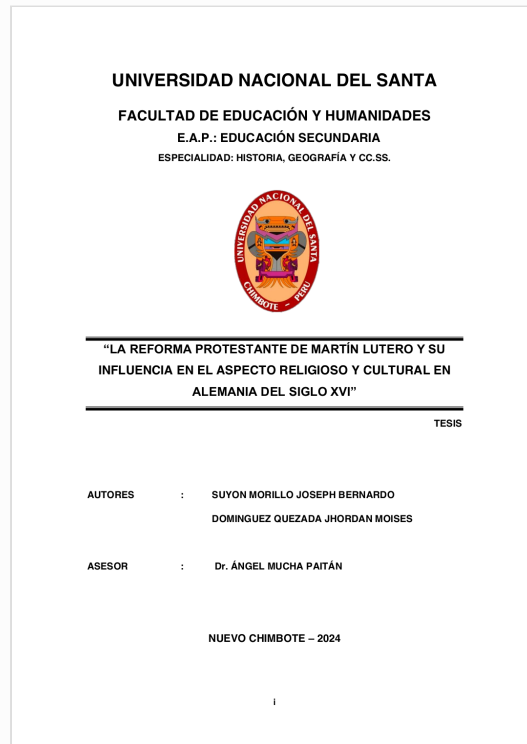 UNIVERSIDAD NACIONAL DEL SANTA
FACULTAD DE EDUCACIÓN Y HUMANIDADES
E.A.P.: EDUCACIÓN SECUNDARIA
ESPECIALIDAD: HISTORIA, GEOGRAFÍA Y CC.SS.
UNIVERSIDAD NACIONAL DEL SANTA
CHIMBOTE – PERU
“LA REFORMA PROTESTANTE DE MARTÍN LUTERO Y SU
INFLUENCIA EN EL ASPECTO RELIGIOSO Y CULTURAL EN
ALEMANIA DEL SIGLO XVI”
TESIS
AUTORES : SUYON MORILLO JOSEPH BERNARDO
DOMINGUEZ QUEZADA JHORDAN MOISES
ASESOR : Dr. ÁNGEL MUCHA PAITÁN
NUEVO CHIMBOTE – 2024
i